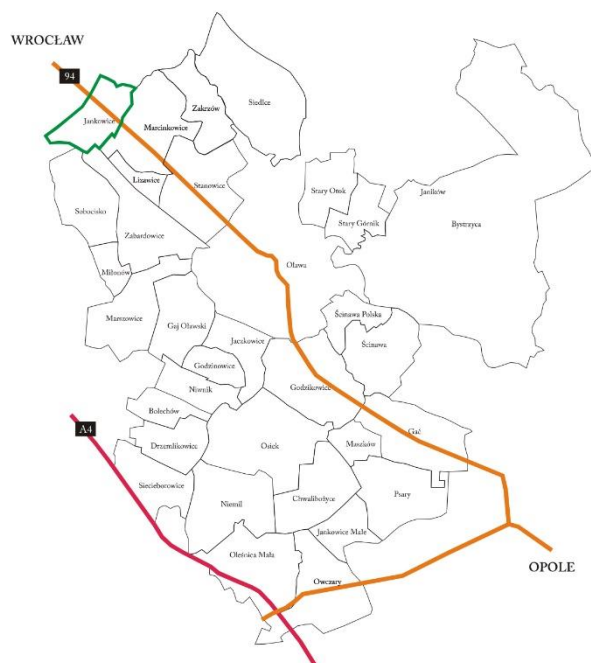 WROCŁAW
94
Jankowice
Marcinkowice
Zakrzów
Siedlce
Lizawice
Stanowice
Stary Otok
Stary Górnik
Janików
Bystrzyca
Sobocisko
Zabardowice
Oława
Miłonów
Marszowice
Gaj Oławski
Jaczkowice
Ścinawa Polska
Ścinawa
Godzinowice
Niwnik
Godzikowice
Bolechów
A4
Drzemlikowice
Osiek
Maszków
Gać
Siecieborowice
Niemil
Chwalibożyce
Psary
Jankowice Małe
Oleśnica Mała
Owczary
OPOLE